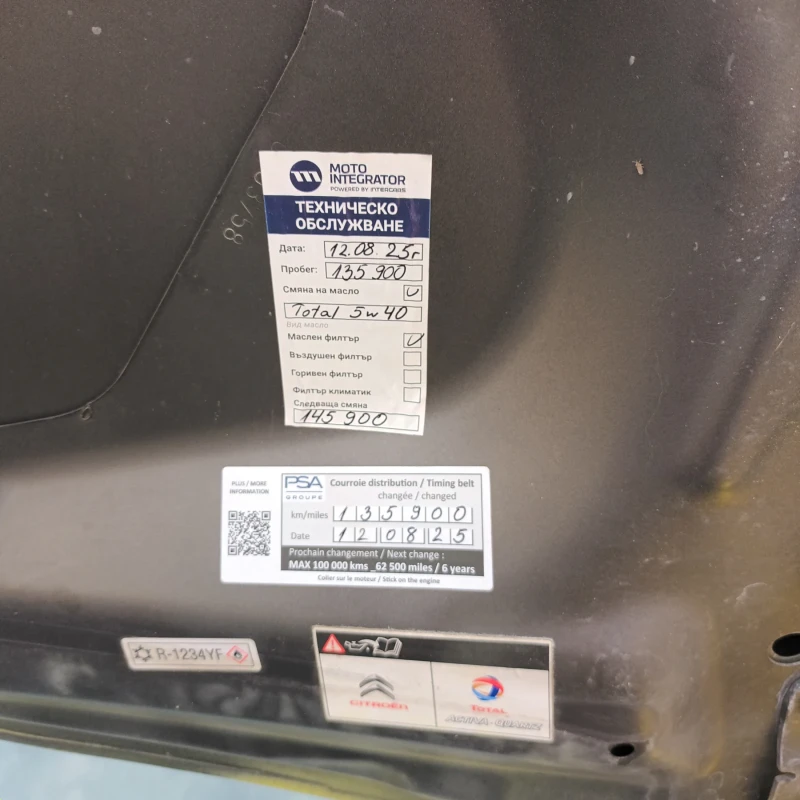 MOTO
INTEGRATOR
POWERED BY INTERCARS
ТЕХНИЧЕСКО
ОБСЛУЖВАНЕ
Дата: 12.08.25г
Пробег: 135 900
Смяна на масло
Total 5w40
Вид масло
Маслен филтър
Въздушен филтър
Горивен филтър
Филтър климатик
Следваща смяна
145 900
PLUS / MORE
INFORMATION
PSA
GROUPE
Courroie distribution / Timing belt
changée / changed
km/miles 135900
Date 120825
Prochain changement / Next change :
MAX 100 000 kms _62 500 miles / 6 years
Coller sur le moteur / Stick on the engine
R-1234YF
CITROËN
TOTAL